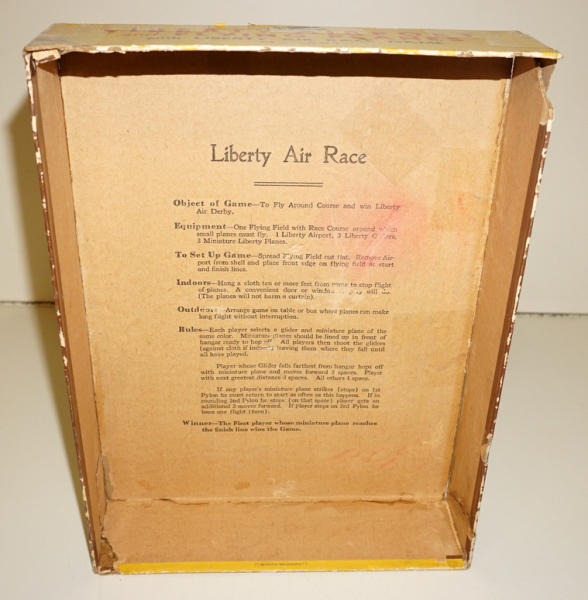 Liberty Air Race
Object of Game—To Fly Around Course and win Liberty
Air Derby.
Equipment—One Flying Field with Race Course around which
small planes must fly. 1 Liberty Airport, 3 Liberty Gliders,
3 Miniature Liberty Planes.
To Set Up Game—Spread Flying Field out flat. Remove Air-
port from shelf and place front edge on flying field at start
and finish lines.
Indoors—Hang a cloth ten or more feet from game to stop flight
of planes. A convenient door or window drapery will do.
(The planes will not harm a curtain).
Outdoors—Arrange game on table or box where planes can make
long flight without interruption.
Rules—Each player selects a glider and miniature plane of the
same color. Miniature planes should be lined up in front of
hangar ready to hop off. All players then shoot the gliders
(against cloth if indoors) leaving them where they fall until
all have played.
Player whose Glider falls farthest from hangar hops off
with miniature plane and moves forward 3 spaces. Player
with next greatest distance 2 spaces. All others 1 space.
If any player's miniature plane strikes (stops) on 1st
Pylon he must return to start as often as this happens. If in
rounding 2nd Pylon he stops (on that space) player gets an
additional 3 moves forward. If player stops on 3rd Pylon he
loses one flight (turn).
Winner—The First player whose miniature plane reaches
the finish line wins the Game.